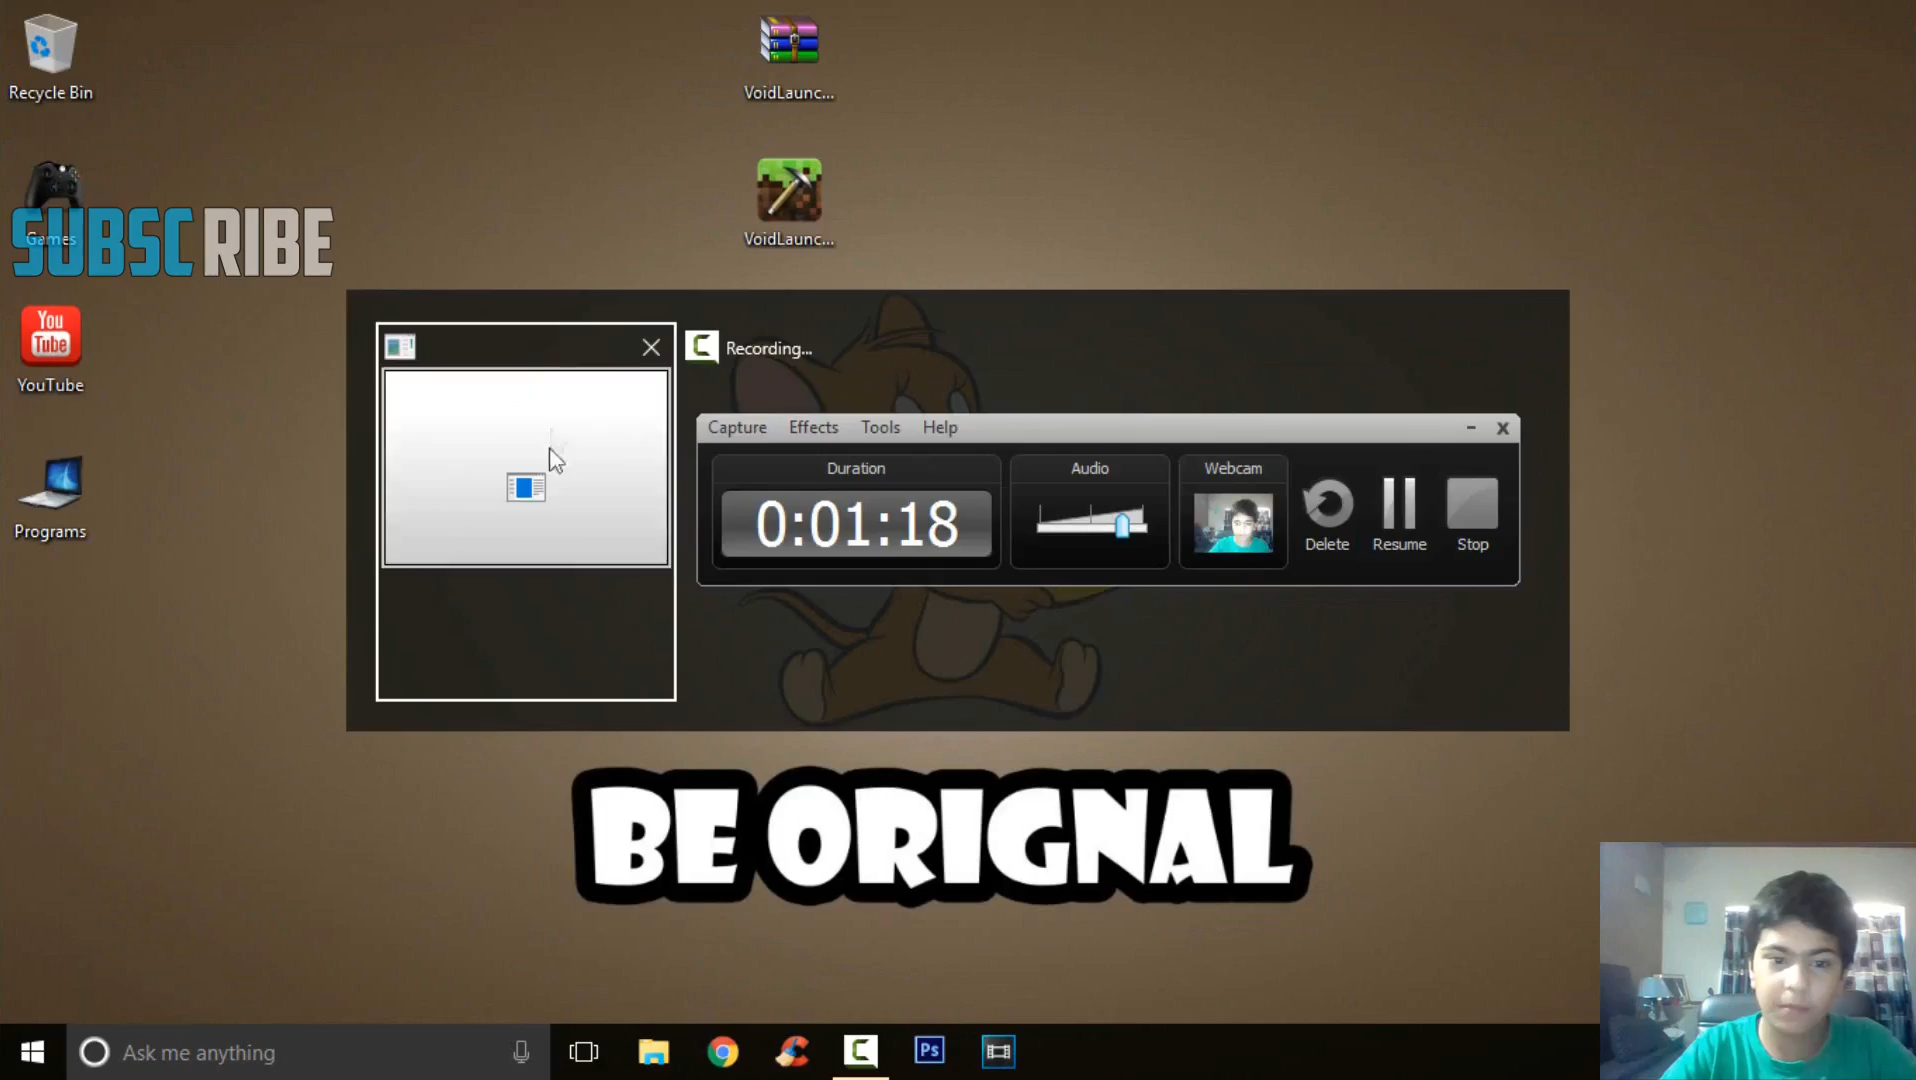 Recycle Bin
VoidLaunc...
VoidLaunc...
Games
SUBSCRIBE
You
Tube
YouTube
Programs
Recording...
Capture Effects Tools Help
Duration
Audio
Webcam
0:01:18
Delete
Resume
Stop
BE ORIGNAL
Ask me anything
Ps